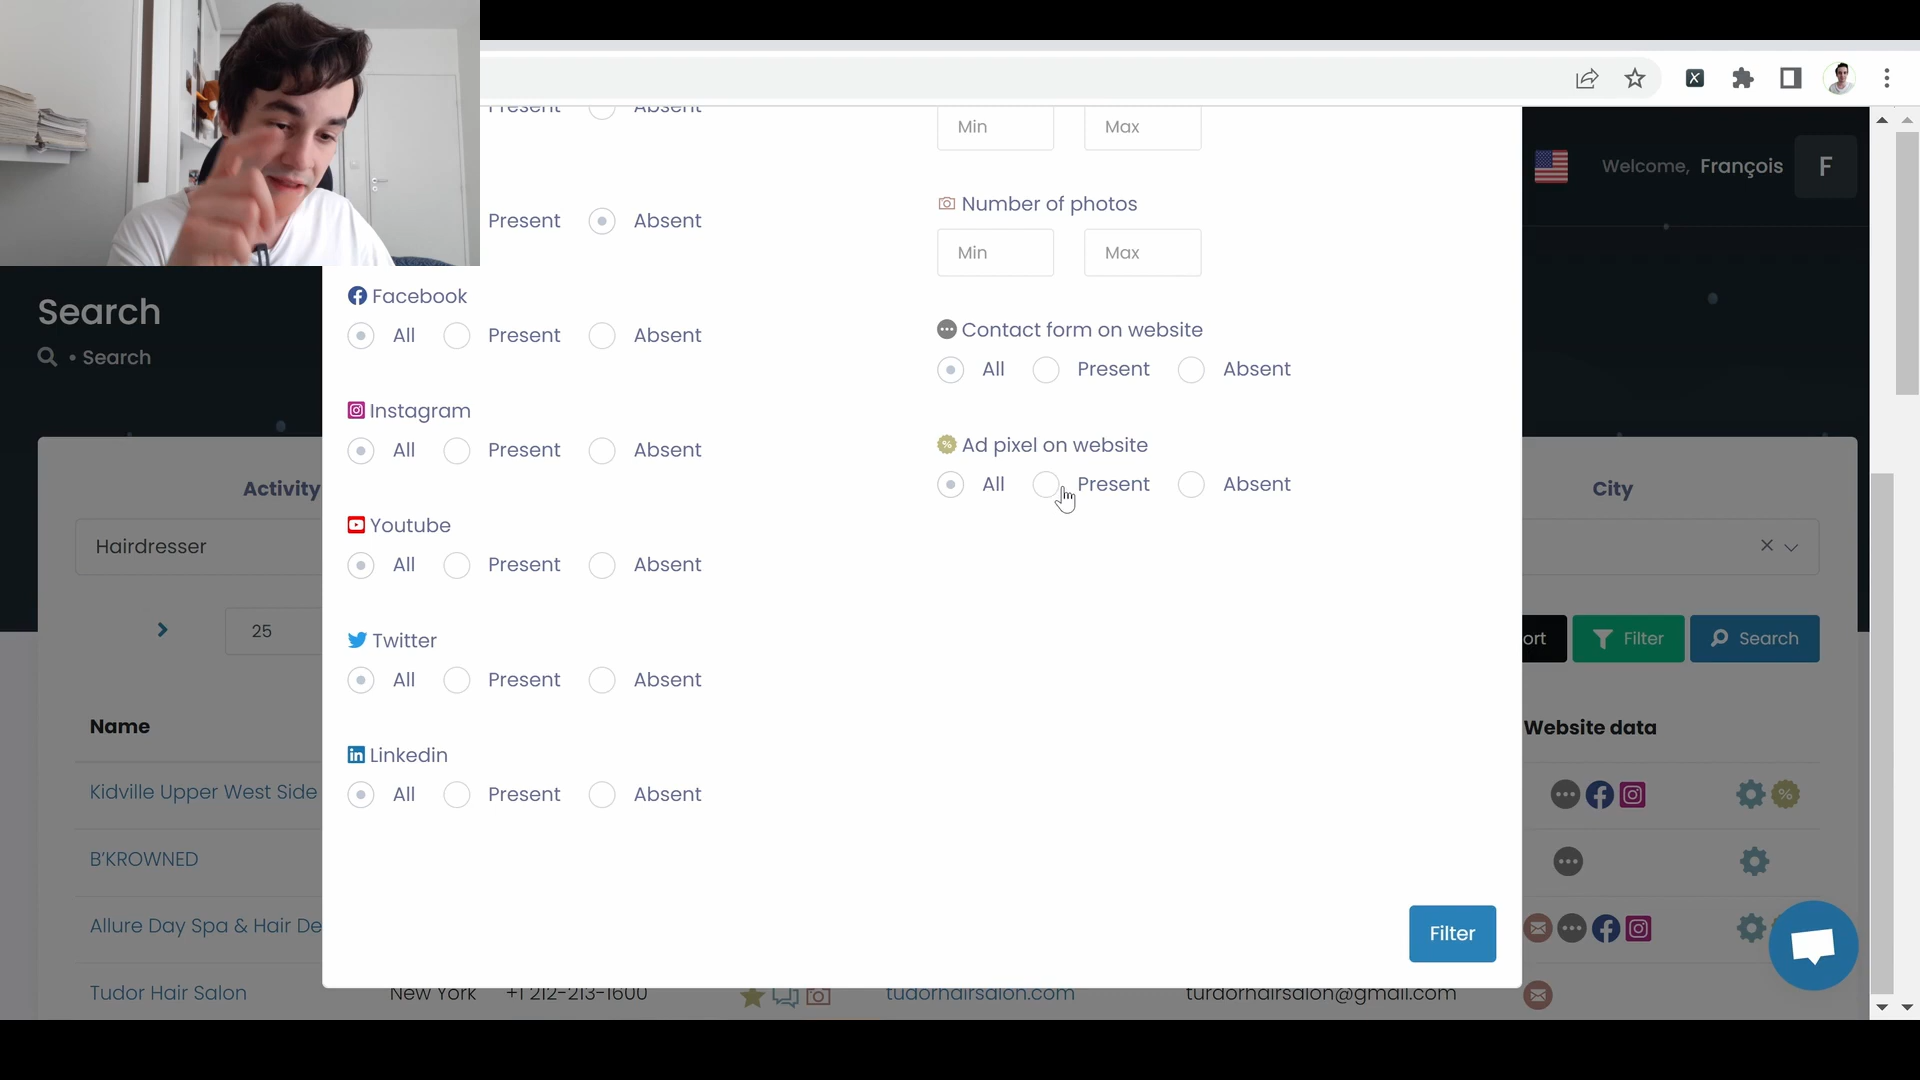 Present Absent
Min Max
Welcome, François F
Number of photos
Present Absent
Min Max
Facebook
Search
Contact form on website
All Present Absent
• Search
All Present Absent
Instagram
Ad pixel on website
All Present Absent
All Present Absent
Activity
City
Youtube
Hairdresser
All Present Absent
25
ort Filter Search
Twitter
All Present Absent
Name
Website data
Linkedin
Kidville Upper West Side
All Present Absent
B'KROWNED
Allure Day Spa & Hair De
Filter
Tudor Hair Salon New York +1 212-213-1600 tudorhairsalon.com turdorhairsalon@gmail.com